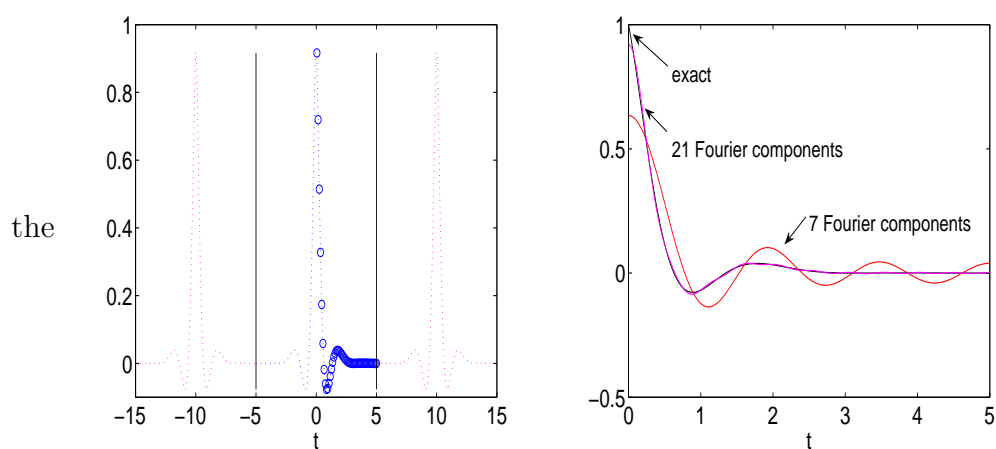 the
1
0.8
0.6
0.4
0.2
0
−15 −10 −5 0 5 10 15
t
1
0.5
0
−0.5
exact
21 Fourier components
7 Fourier components
0 1 2 3 4 5
t